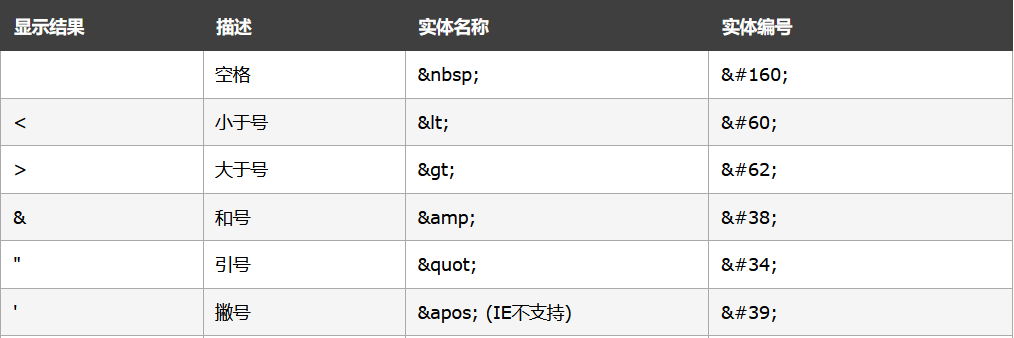 显示结果 描述 实体名称 实体编号
空格 &nbsp; &#160;
< 小于号 &lt; &#60;
> 大于号 &gt; &#62;
& 和号 &amp; &#38;
" 引号 &quot; &#34;
' 撇号 &apos; (IE不支持) &#39;